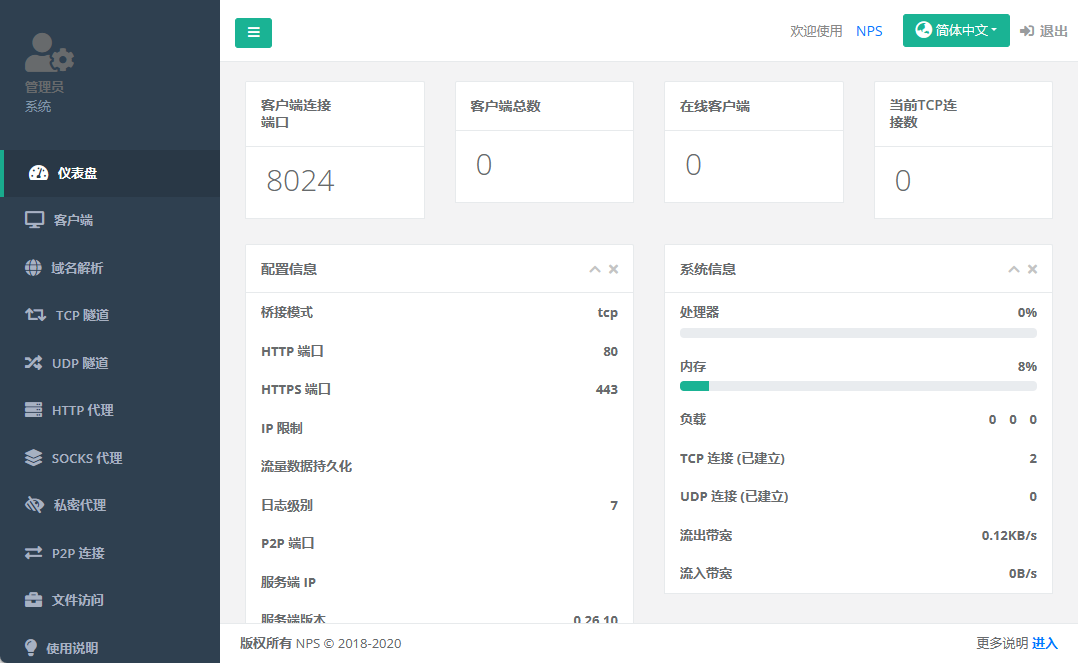 管理员
系统
仪表盘
客户端
域名解析
TCP 隧道
UDP 隧道
HTTP 代理
SOCKS 代理
私密代理
P2P 连接
文件访问
使用说明
欢迎使用 NPS 简体中文 退出
客户端连接
端口
8024
客户端总数
0
在线客户端
0
当前TCP连
接数
0
配置信息
桥接模式 tcp
HTTP 端口 80
HTTPS 端口 443
IP 限制
流量数据持久化
日志级别 7
P2P 端口
服务端 IP
服务端版本 0.26.10
系统信息
处理器 0%
内存 8%
负载 0 0 0
TCP 连接 (已建立) 2
UDP 连接 (已建立) 0
流出带宽 0.12KB/s
流入带宽 0B/s
版权所有 NPS © 2018-2020
更多说明 进入